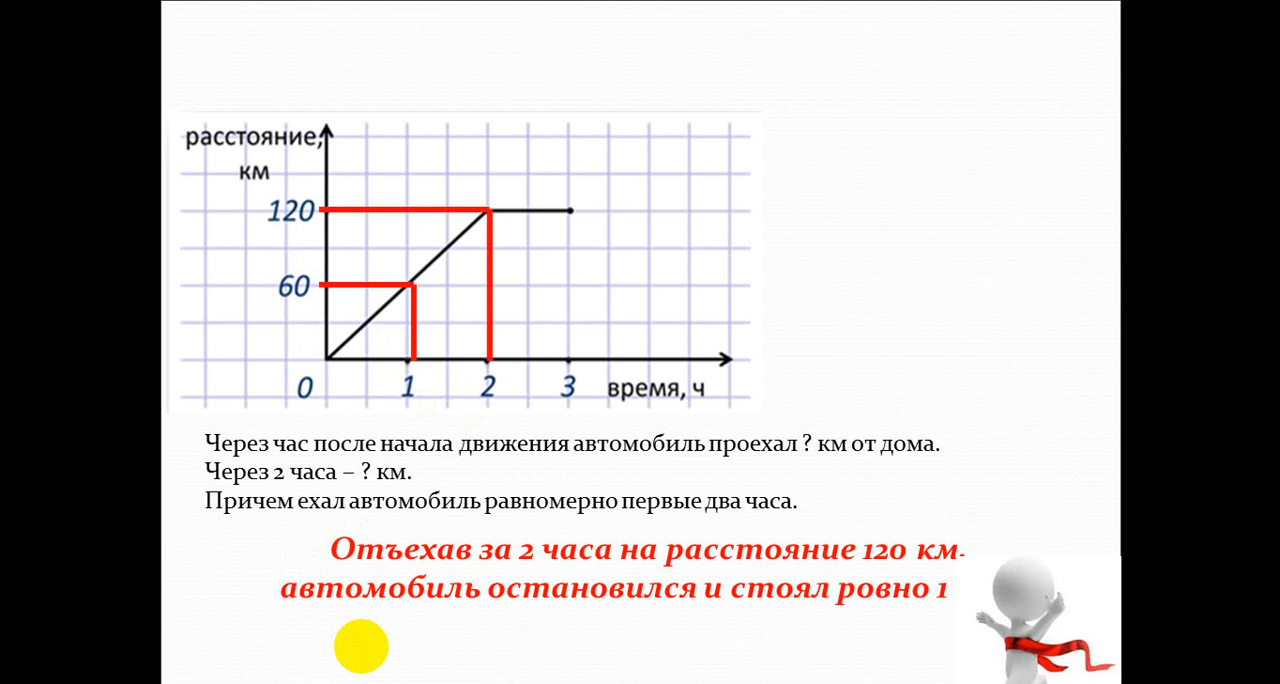 расстояние,
км
120
60
0 1 2 3 время, ч
Через час после начала движения автомобиль проехал ? км от дома.
Через 2 часа – ? км.
Причем ехал автомобиль равномерно первые два часа.
Отъехав за 2 часа на расстояние 120 км.
автомобиль остановился и стоял ровно 1